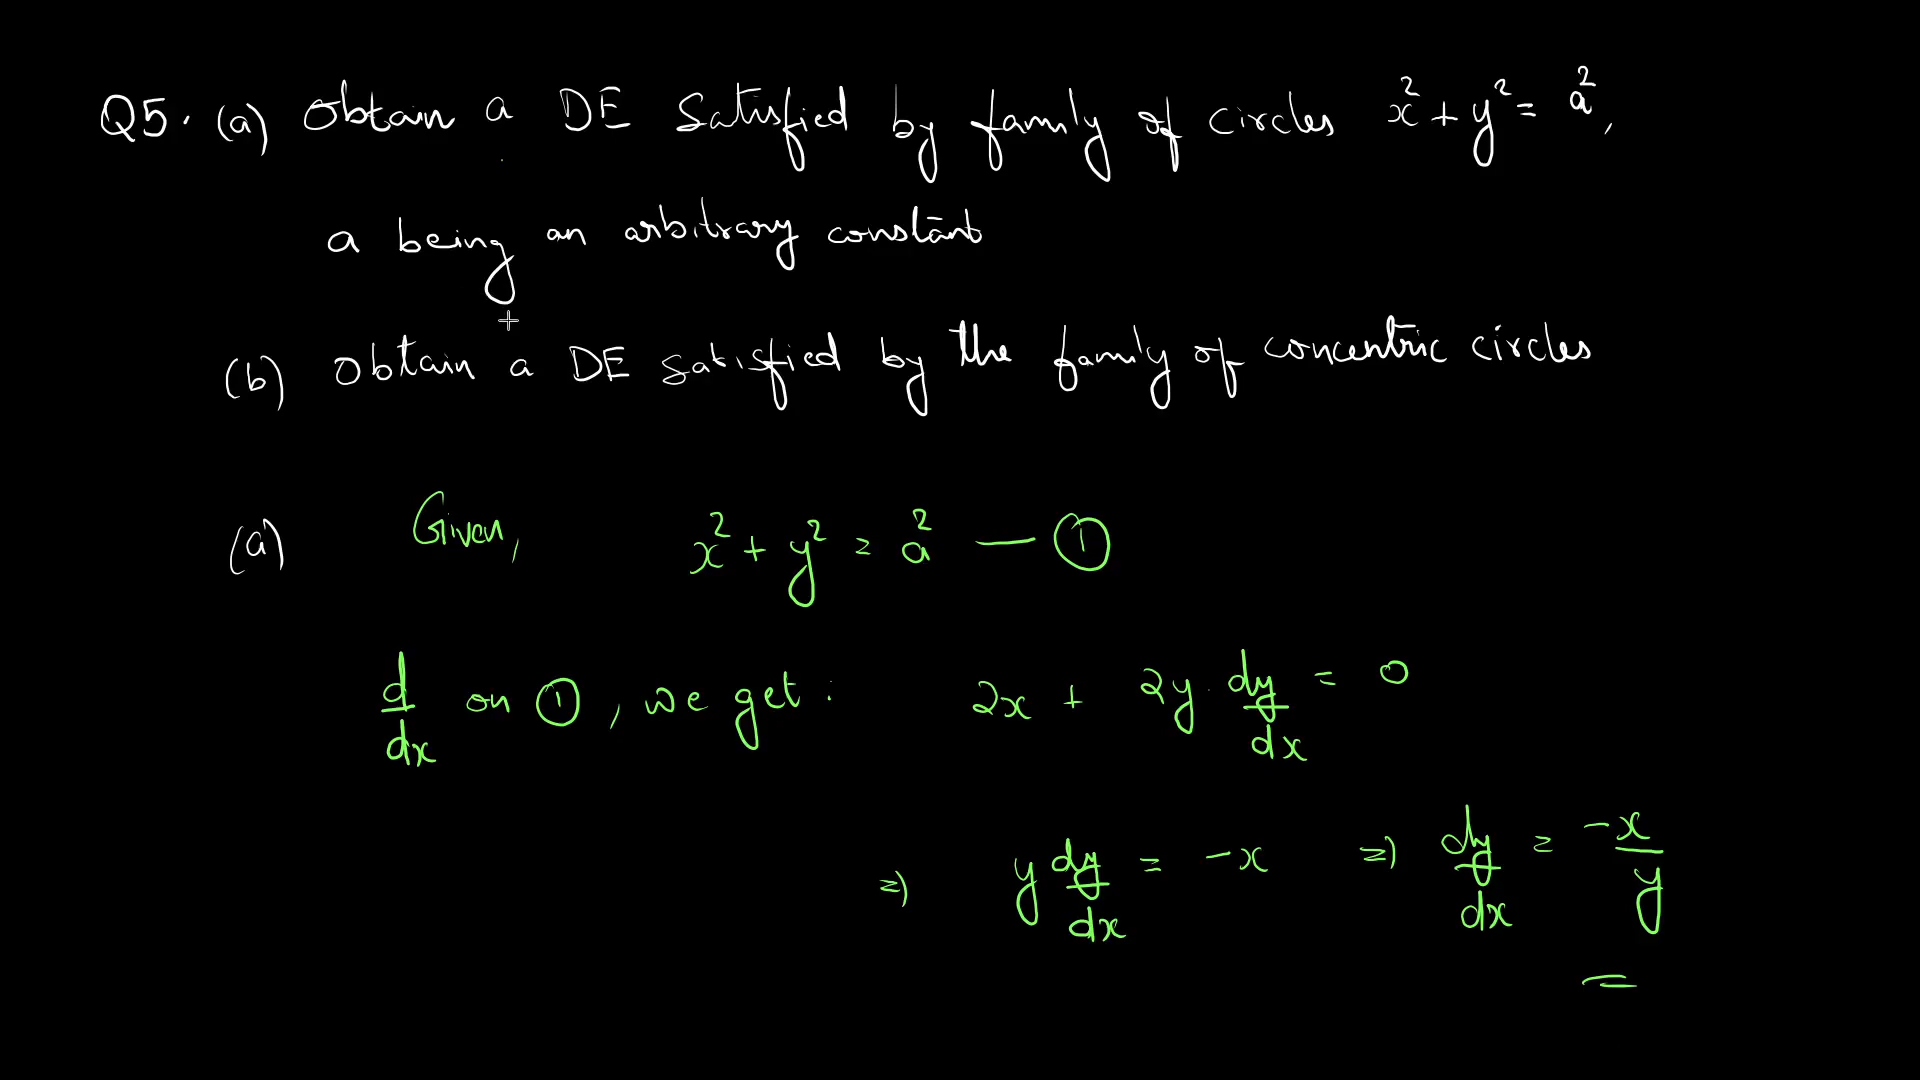 Q5. (a) Obtain a DE satisfied by family of circles x² + y² = a²,
a being an arbitrary constant
(b) Obtain a DE satisfied by the family of concentric circles
(a) Given, x² + y² = a² — ①
d/dx on ①, we get : 2x + 2y · dy/dx = 0
⇒ y dy/dx = -x ⇒ dy/dx = -x/y